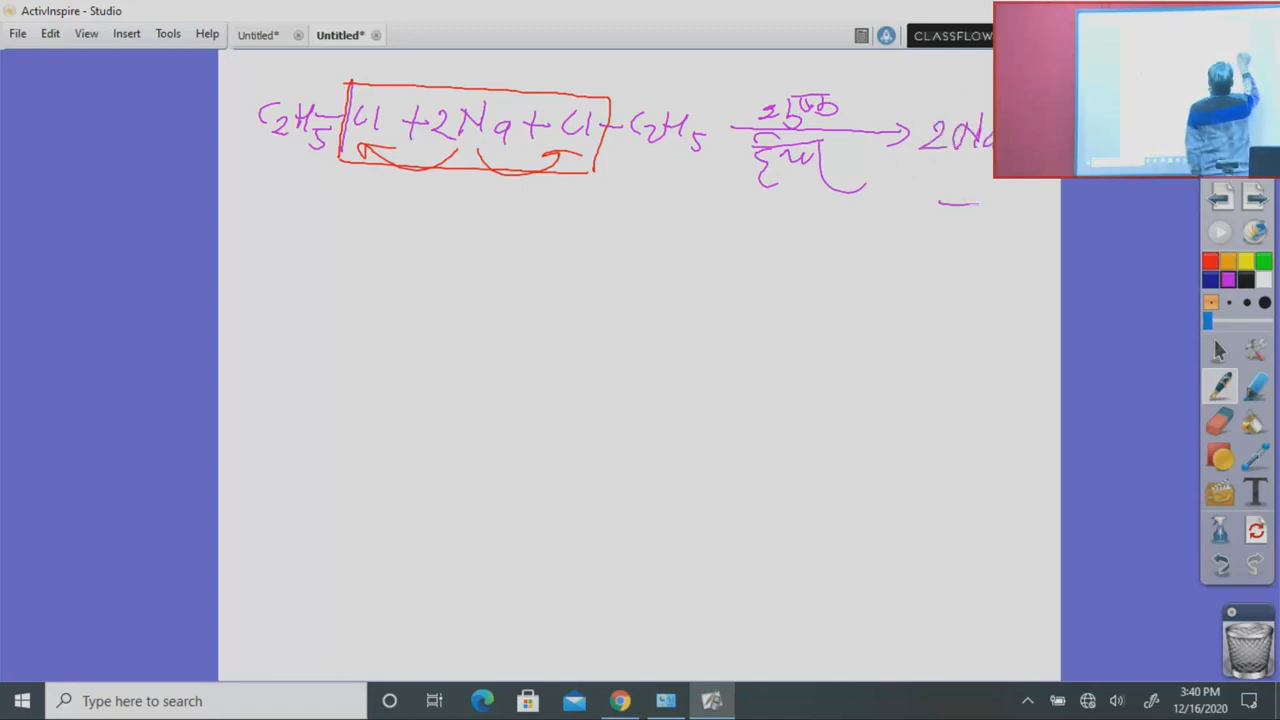 ActivInspire - Studio
File Edit View Insert Tools Help
Untitled* Untitled*
CLASSFLOW
C₂H₅-Cl + 2Na + Cl-C₂H₅ → 2Na
Type here to search
3:40 PM
12/16/2020